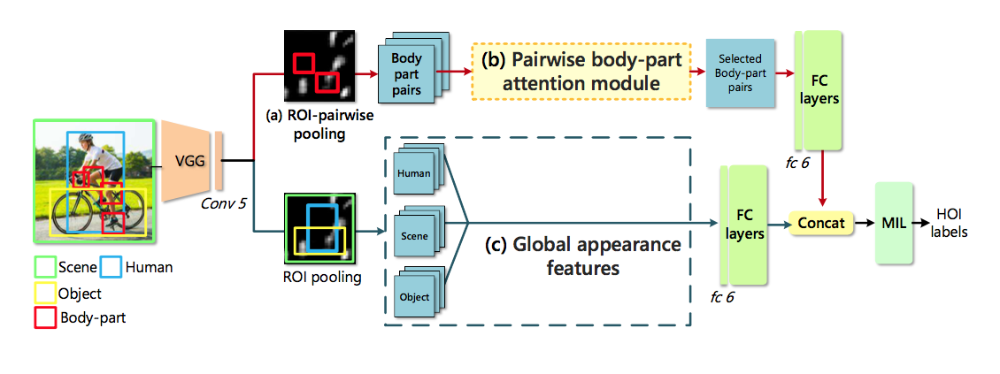 (a) ROI-pairwise
pooling
Body
part
pairs
(b) Pairwise body-part
attention module
Selected
Body-part
pairs
FC
layers
fc 6
VGG
Conv 5
Scene
Human
Object
Body-part
ROI pooling
Human
Scene
Object
(c) Global appearance
features
FC
layers
fc 6
Concat
MIL
HOI
labels